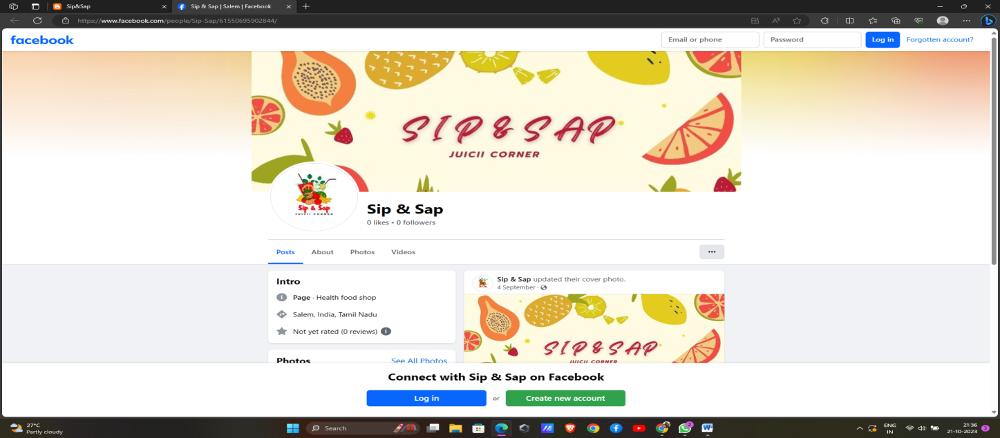 Sip&Sap
Sip & Sap | Salem | Facebook
https://www.facebook.com/people/Sip-Sap/61550695902844/
facebook
Email or phone
Password
Log in
Forgotten account?
SIP & SAP
JUICII CORNER
Sip & Sap
JUICII CORNER
Sip & Sap
0 likes • 0 followers
Posts
About
Photos
Videos
Intro
Page · Health food shop
Salem, India, Tamil Nadu
Not yet rated (0 reviews)
Photos
See All Photos
Sip & Sap updated their cover photo.
4 September ·
SIP & SAP
JUICII CORNER
Connect with Sip & Sap on Facebook
Log in
or
Create new account
27°C
Partly cloudy
Search
2
ENG
IN
21:36
21-10-2023
3